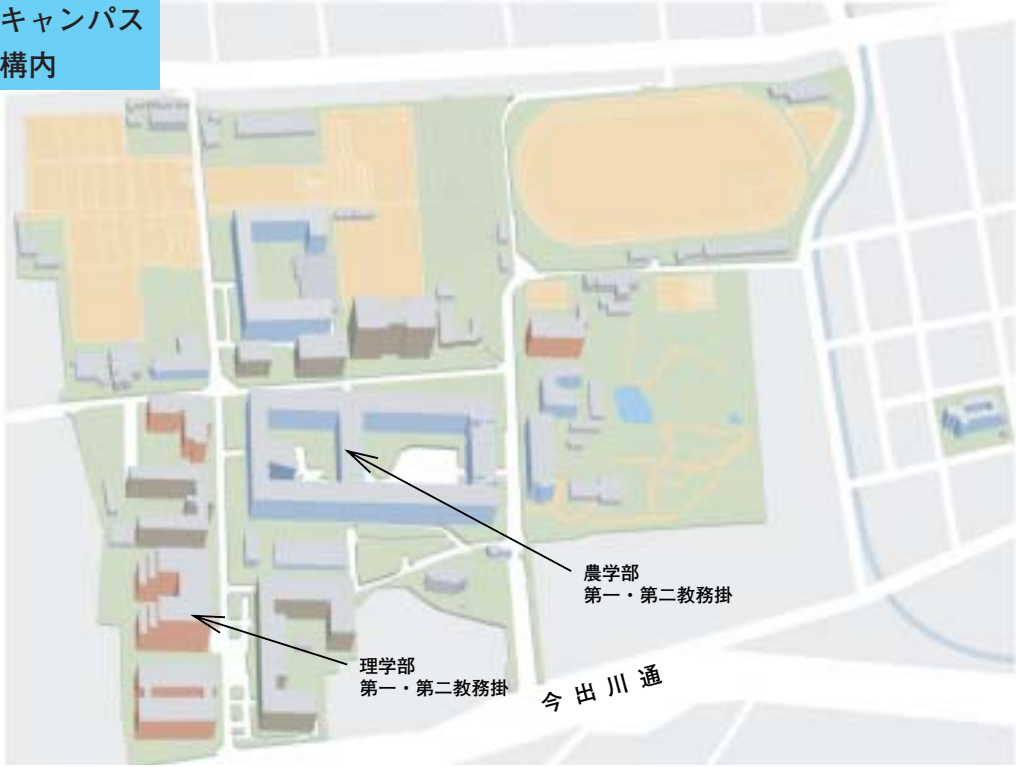 キャンパス
構内
農学部
第一・第二教務掛
理学部
第一・第二教務掛
今出川通